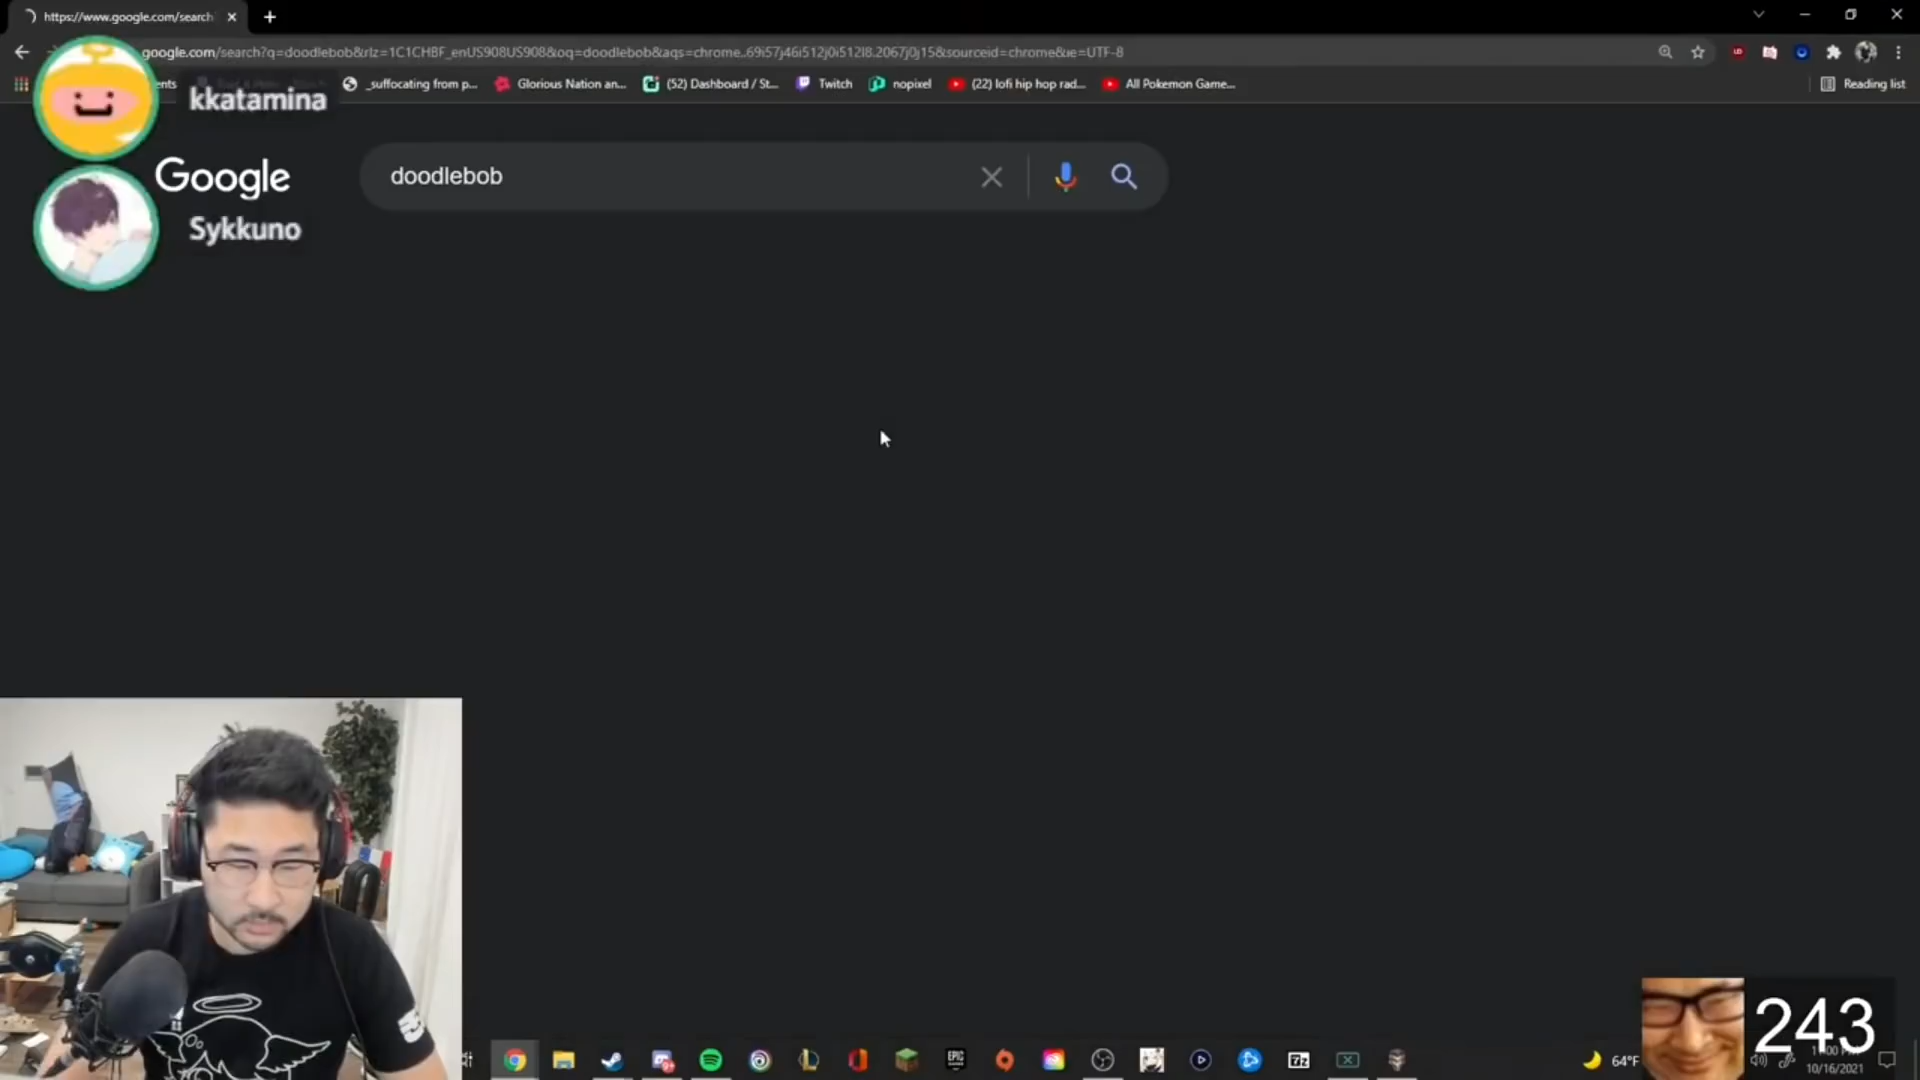 https://www.google.com/search
google.com/search?q=doodlebob&rlz=1C1CHBF_enUS908US908&oq=doodlebob&aqs=chrome..69i57j46i512j0i512l8.2067j0j15&sourceid=chrome&ie=UTF-8
_suffocating from p...
Glorious Nation an...
(52) Dashboard / St...
Twitch
nopixel
(22) lofi hip hop rad...
All Pokemon Game...
Reading list
kkatamina
Google
doodlebob
Sykkuno
EPIC
GAMES
64°F
243
10/16/2021